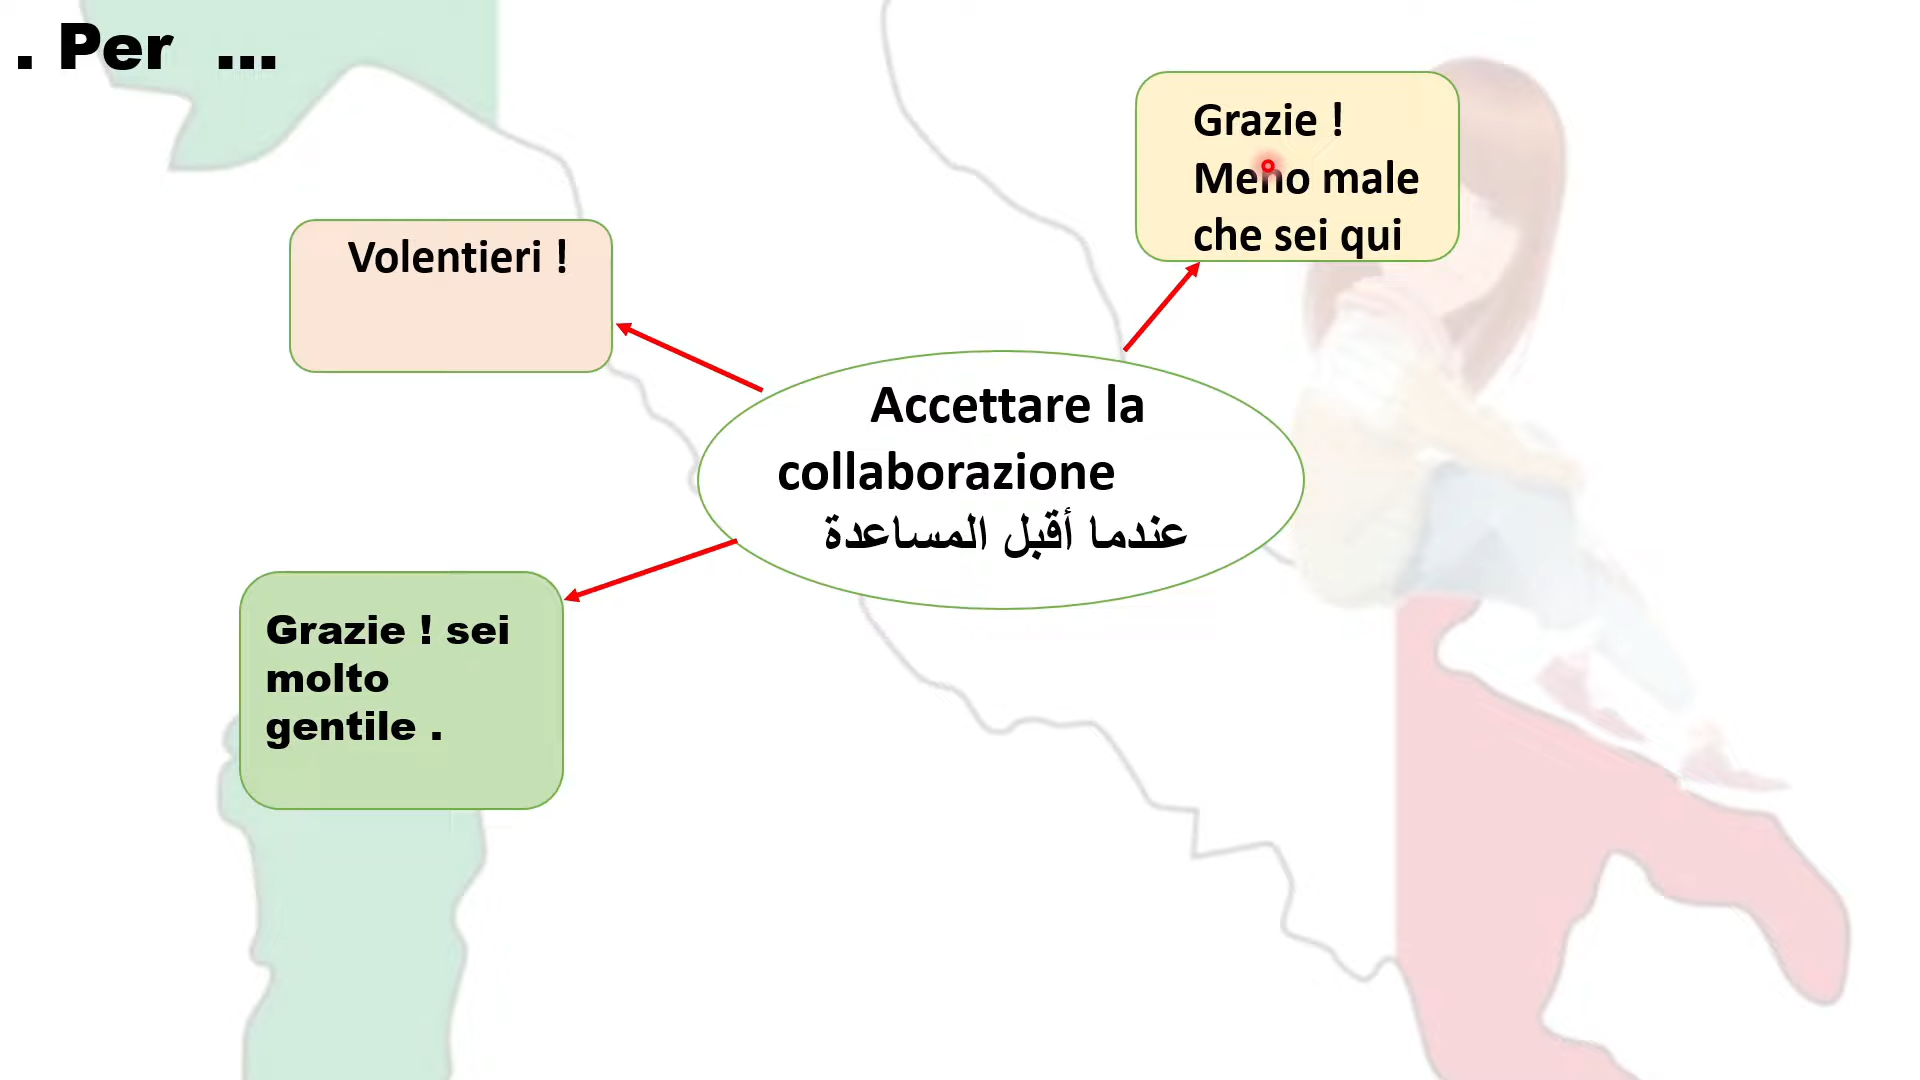 . Per ...
Grazie !
Meno male
che sei qui
Volentieri !
Accettare la
collaborazione
عندما أقبل المساعدة
Grazie ! sei
molto
gentile .